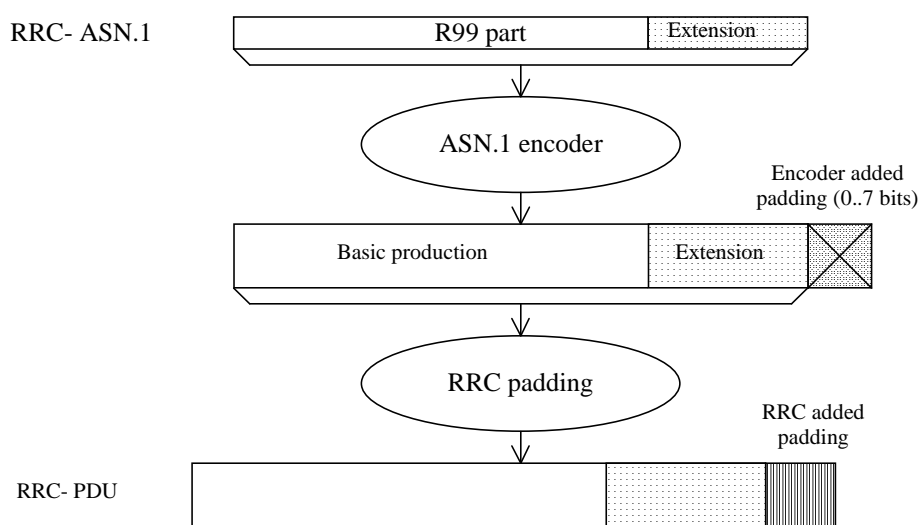 RRC- ASN.1
R99 part
Extension
ASN.1 encoder
Encoder added
padding (0..7 bits)
Basic production
Extension
RRC padding
RRC added
padding
RRC- PDU